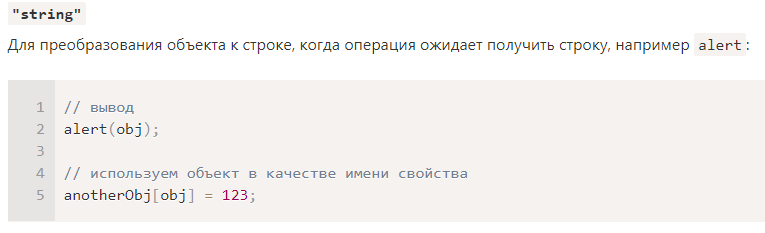 "string"
Для преобразования объекта к строке, когда операция ожидает получить строку, например alert:
1 // вывод
2 alert(obj);
3
4 // используем объект в качестве имени свойства
5 anotherObj[obj] = 123;